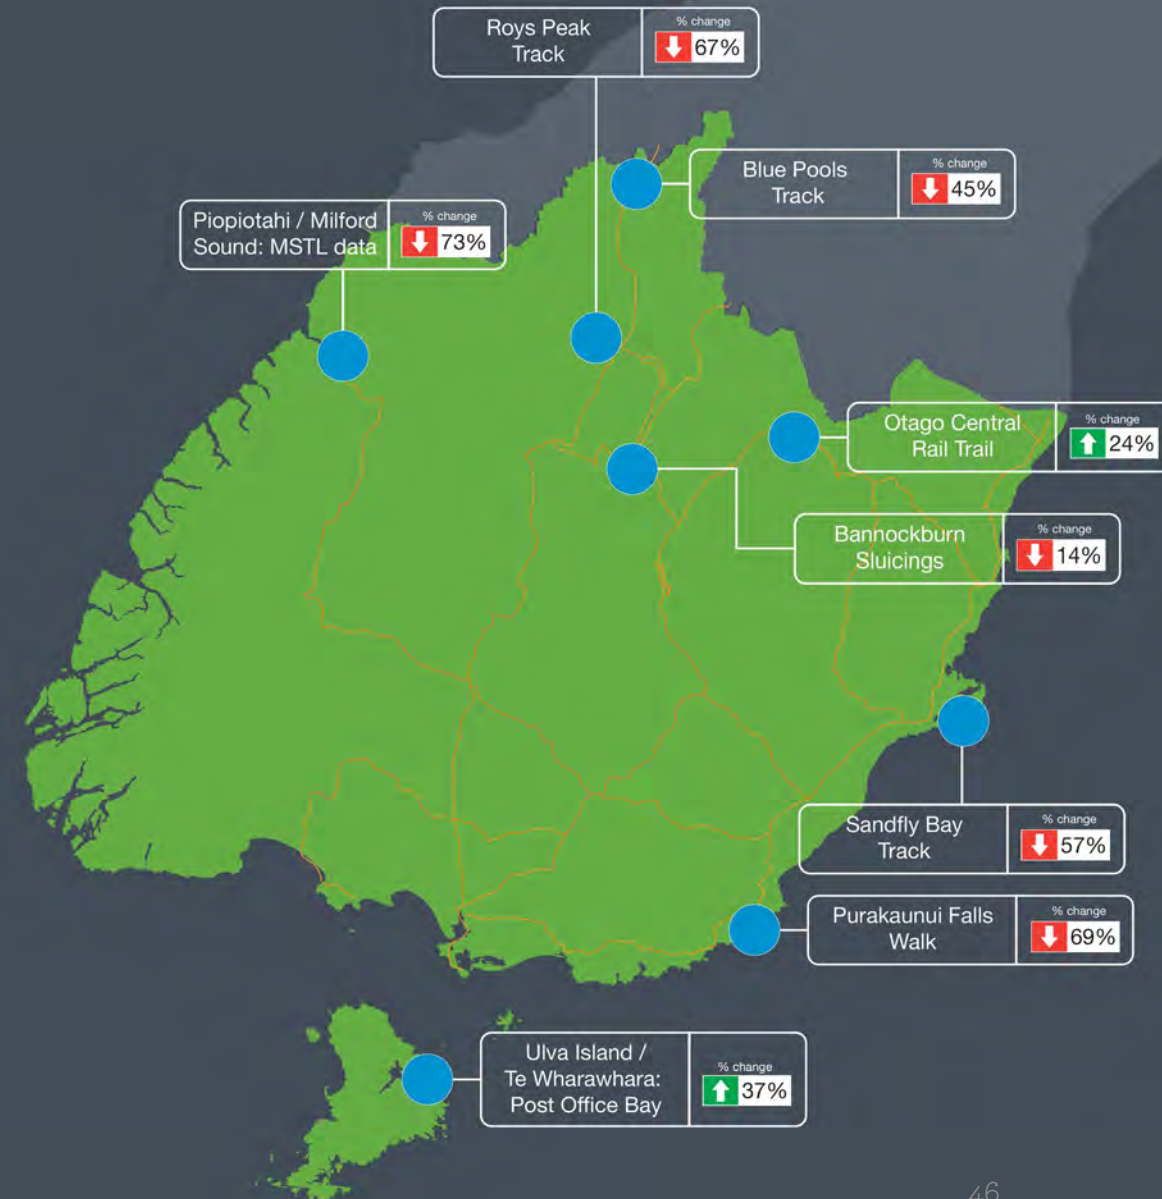 Roys Peak
Track
% change
67%
Blue Pools
Track
% change
45%
Piopiotahi / Milford
Sound: MSTL data
% change
73%
Otago Central
Rail Trail
% change
24%
Bannockburn
Sluicings
% change
14%
Sandfly Bay
Track
% change
57%
Purakaunui Falls
Walk
% change
69%
Ulva Island /
Te Wharawhara:
Post Office Bay
% change
37%
46